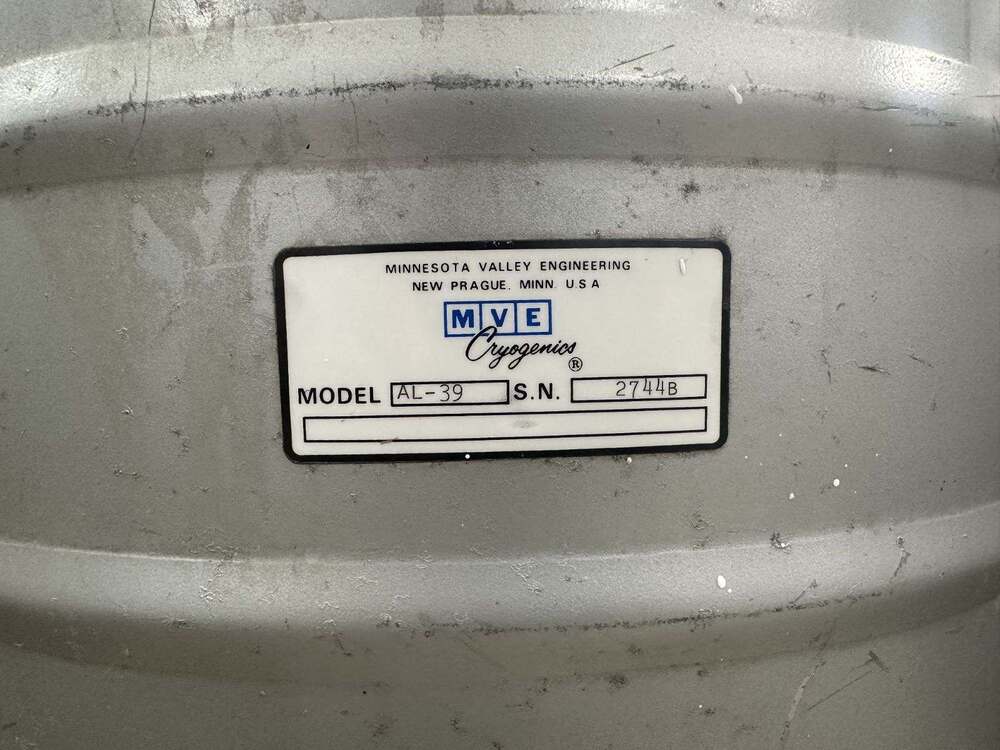 MINNESOTA VALLEY ENGINEERING
NEW PRAGUE. MINN. U.S.A
MVE
Cryogenics ®
MODEL AL-39 S.N. 2744B